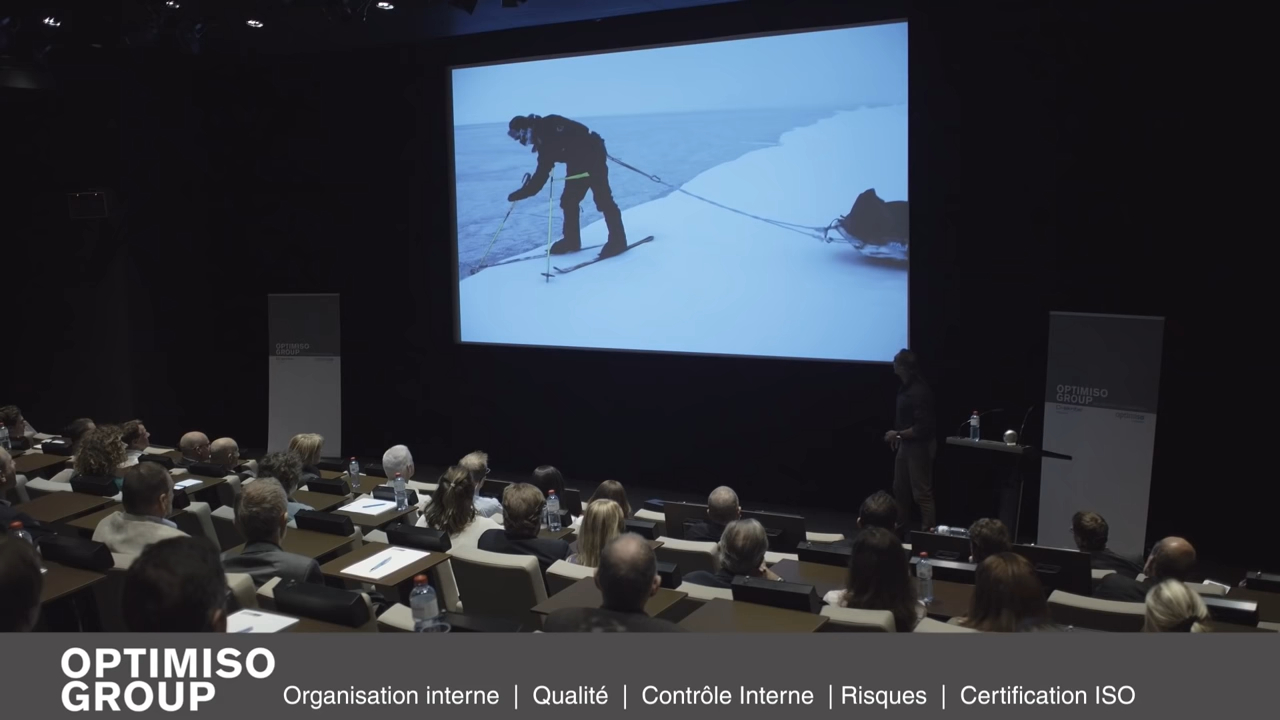 OPTIMISO
GROUP
OPTIMISO
GROUP
OPTIMISO
GROUP
Organisation interne | Qualité | Contrôle Interne | Risques | Certification ISO